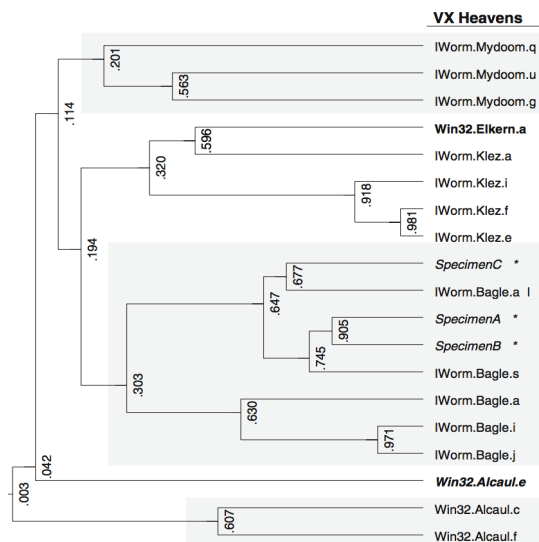 VX Heavens
IWorm.Mydoom.q
.201
IWorm.Mydoom.u
.563
IWorm.Mydoom.g
.114
Win32.Elkern.a
.596
IWorm.Klez.a
.320
IWorm.Klez.i
.918
IWorm.Klez.f
.981
IWorm.Klez.e
.194
SpecimenC *
.677
IWorm.Bagle.a l
.647
SpecimenA *
.905
SpecimenB *
.745
IWorm.Bagle.s
.303
IWorm.Bagle.a
.630
IWorm.Bagle.i
.971
IWorm.Bagle.j
.042
Win32.Alcaul.e
.003
Win32.Alcaul.c
.607
Win32.Alcaul.f